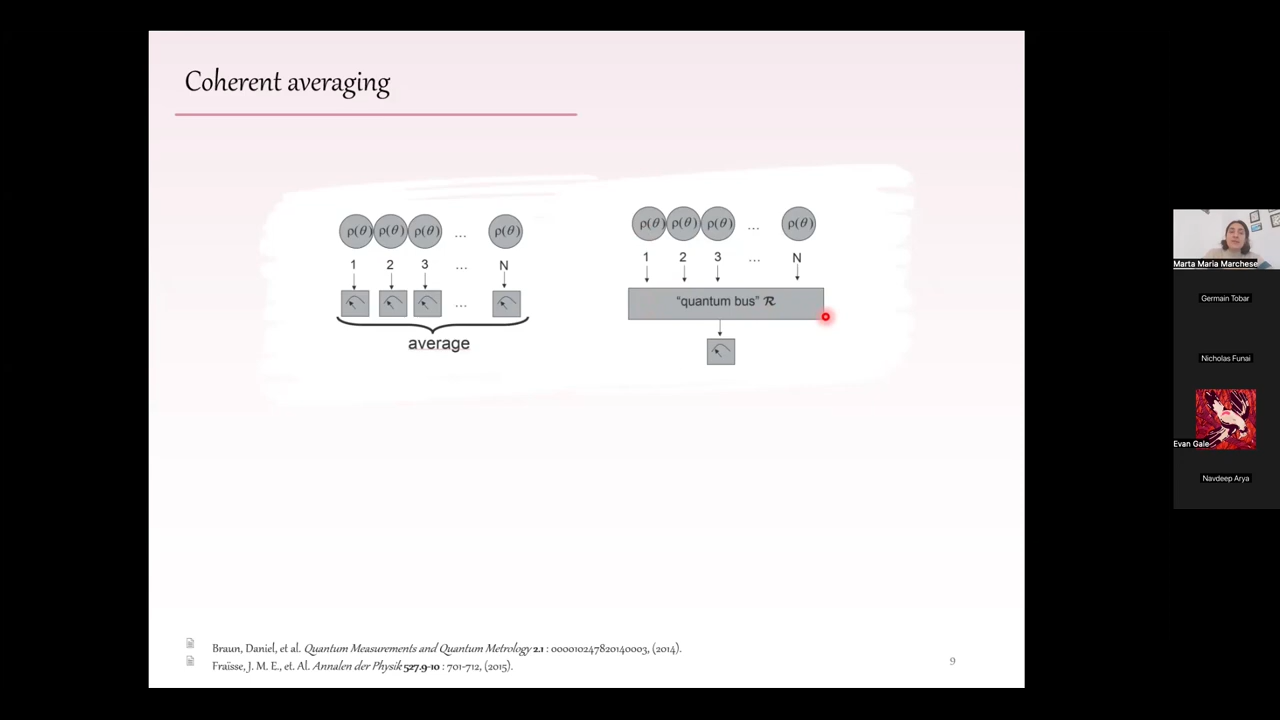 Coherent averaging
ρ(θ) ρ(θ) ρ(θ) ... ρ(θ)
1 2 3 ... N
...
average
ρ(θ) ρ(θ) ρ(θ) ... ρ(θ)
1 2 3 ... N
"quantum bus" 𝓡
Braun, Daniel, et al. Quantum Measurements and Quantum Metrology 2.1 : 000010247820140003, (2014).
Fraïsse, J. M. E., et. Al. Annalen der Physik 527.9-10 : 701-712, (2015).
9
Marta Maria Marchese
Germain Tobar
Nicholas Funai
Evan Gale
Navdeep Arya